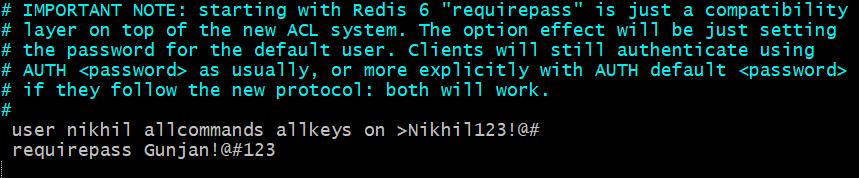 # IMPORTANT NOTE: starting with Redis 6 "requirepass" is just a compatibility
# layer on top of the new ACL system. The option effect will be just setting
# the password for the default user. Clients will still authenticate using
# AUTH <password> as usually, or more explicitly with AUTH default <password>
# if they follow the new protocol: both will work.
#
user nikhil allcommands allkeys on >Nikhil123!@#
requirepass Gunjan!@#123